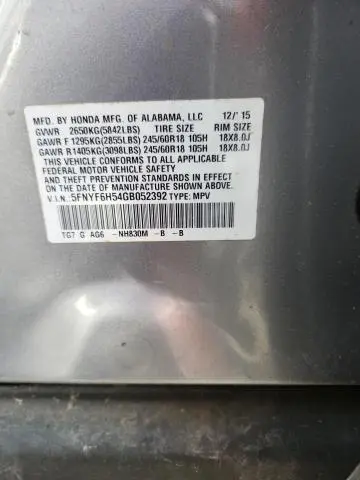 MFD. BY HONDA MFG. OF ALABAMA, LLC 12/'15
GVWR 2650KG(5842LBS) TIRE SIZE RIM SIZE
GAWR F 1295KG(2855LBS) 245/60R18 105H 18X8.0J
GAWR R 1405KG(3098LBS) 245/60R18 105H 18X8.0J
THIS VEHICLE CONFORMS TO ALL APPLICABLE
FEDERAL MOTOR VEHICLE SAFETY
AND THEFT PREVENTION STANDARDS IN EFFECT ON
THE DATE OF MANUFACTURE SHOWN ABOVE.
V.I.N.: 5FNYF6H54GB052392 TYPE: MPV
TG7 G AG6 -NH830M -B -B